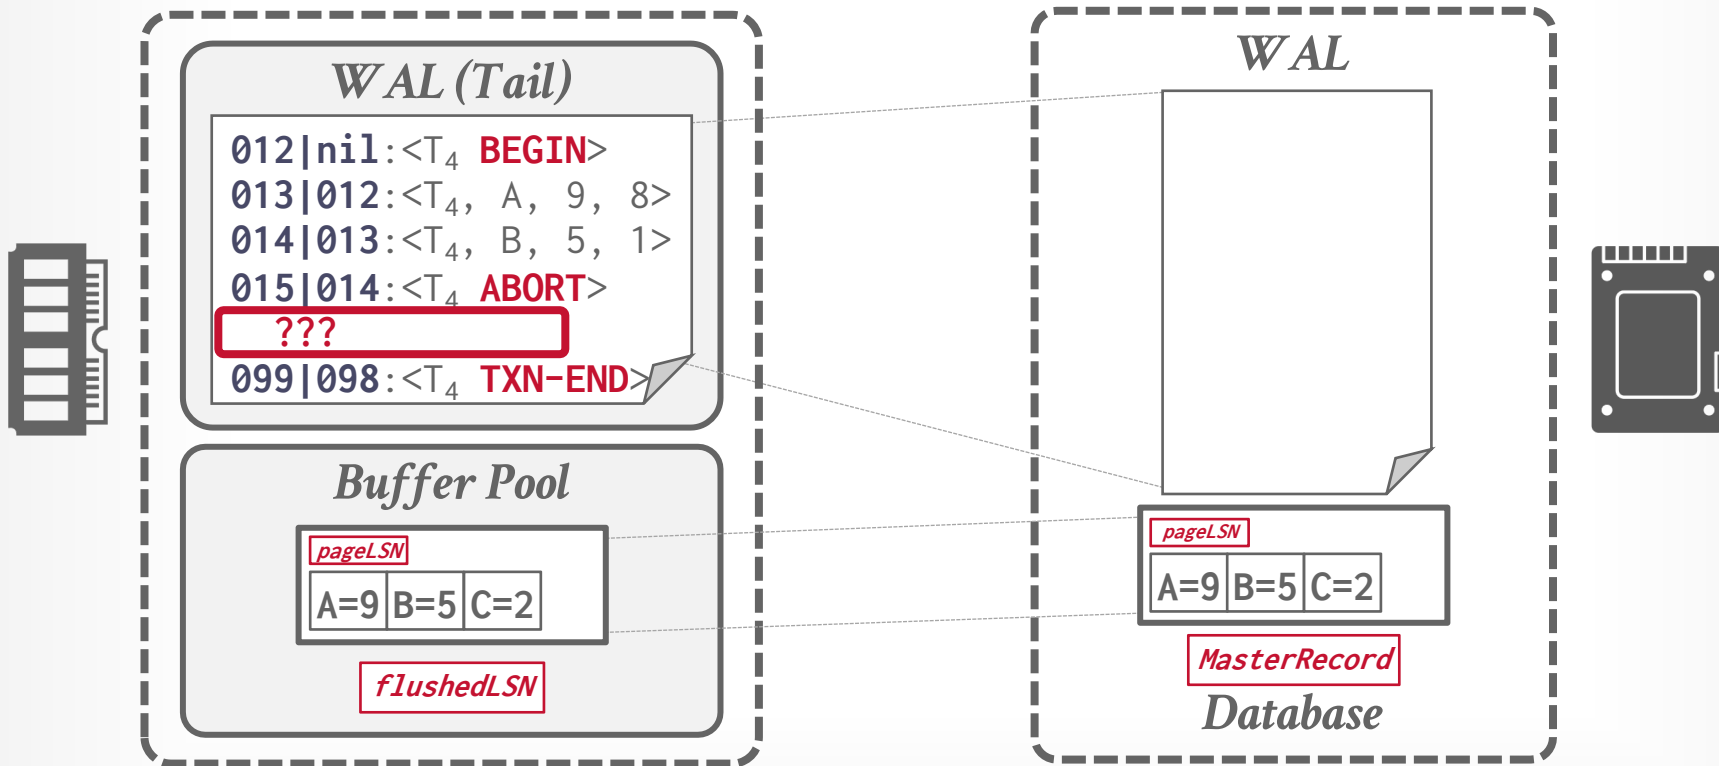 WAL (Tail)
012|nil:<T₄ BEGIN>
013|012:<T₄, A, 9, 8>
014|013:<T₄, B, 5, 1>
015|014:<T₄ ABORT>
???
099|098:<T₄ TXN-END>
Buffer Pool
pageLSN
A=9 B=5 C=2
flushedLSN
WAL
pageLSN
A=9 B=5 C=2
MasterRecord
Database